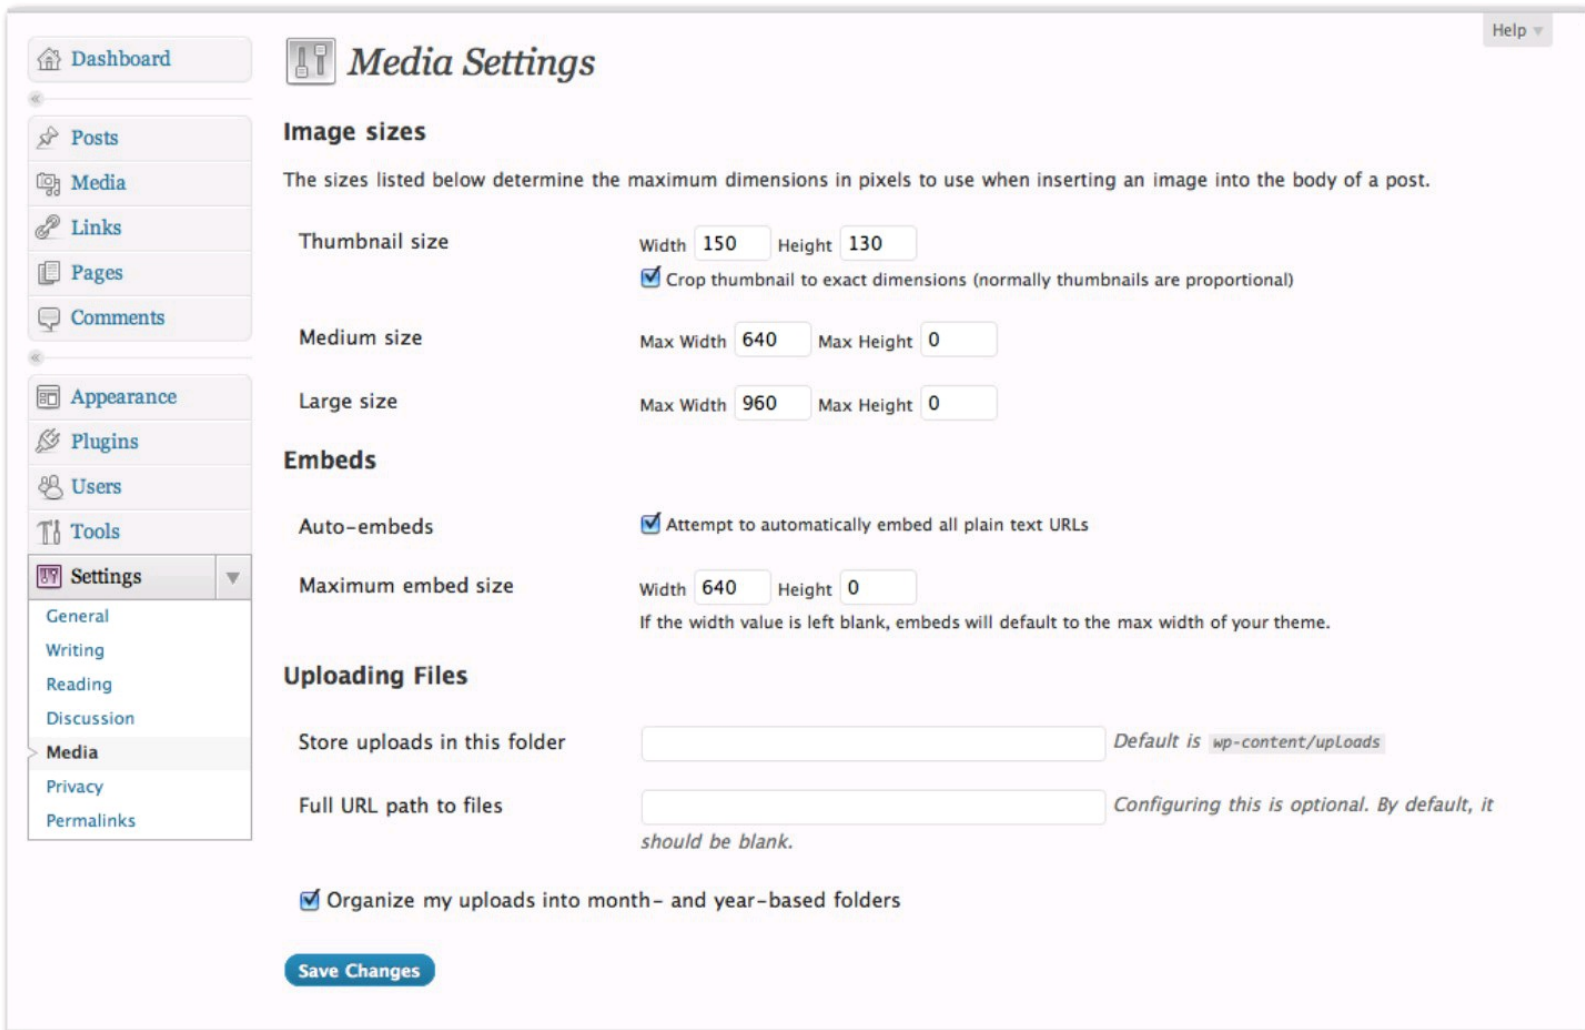 Help
Dashboard
Posts
Media
Links
Pages
Comments
Appearance
Plugins
Users
Tools
Settings
General
Writing
Reading
Discussion
Media
Privacy
Permalinks
Media Settings
Image sizes
The sizes listed below determine the maximum dimensions in pixels to use when inserting an image into the body of a post.
Thumbnail size Width 150 Height 130
Crop thumbnail to exact dimensions (normally thumbnails are proportional)
Medium size Max Width 640 Max Height 0
Large size Max Width 960 Max Height 0
Embeds
Auto-embeds Attempt to automatically embed all plain text URLs
Maximum embed size Width 640 Height 0
If the width value is left blank, embeds will default to the max width of your theme.
Uploading Files
Store uploads in this folder Default is wp-content/uploads
Full URL path to files Configuring this is optional. By default, it
should be blank.
Organize my uploads into month- and year-based folders
Save Changes